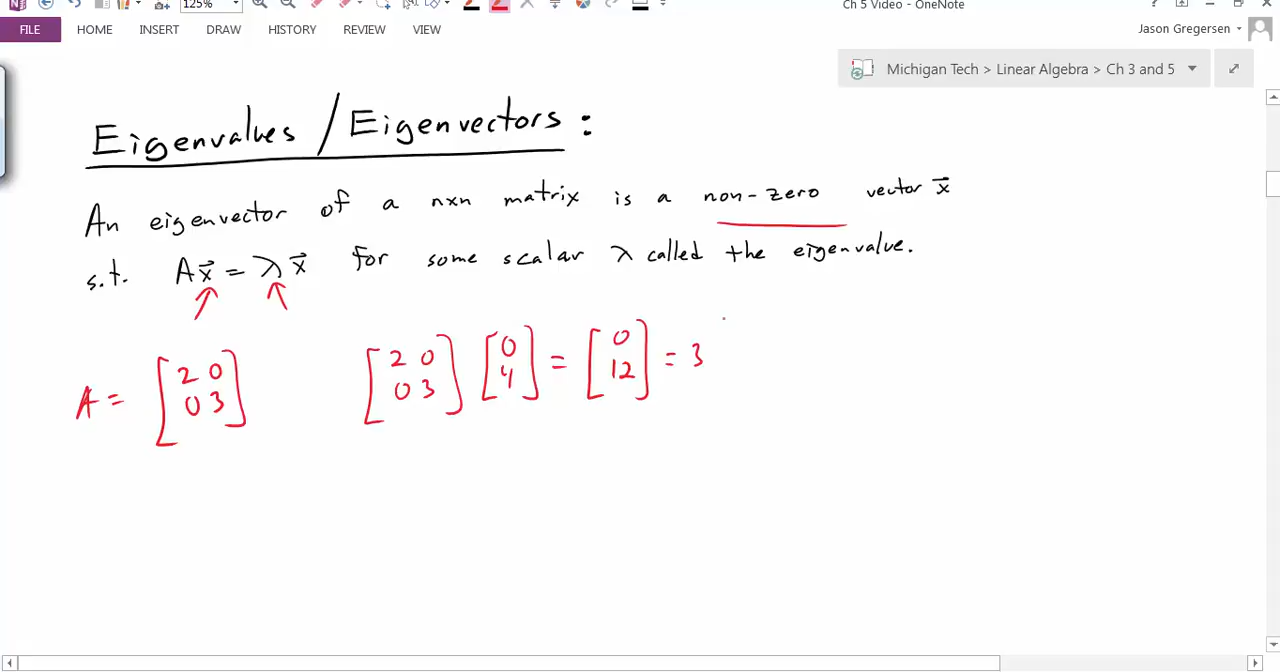 125%
Ch 5 Video - OneNote
FILE HOME INSERT DRAW HISTORY REVIEW VIEW
Jason Gregersen
Michigan Tech > Linear Algebra > Ch 3 and 5
Eigenvalues / Eigenvectors :
An eigenvector of a nxn matrix is a non-zero vector x⃗
s.t. Ax⃗ = λx⃗ for some scalar λ called the eigenvalue.
A = [2 0; 0 3] [2 0; 0 3] [0; 4] = [0; 12] = 3